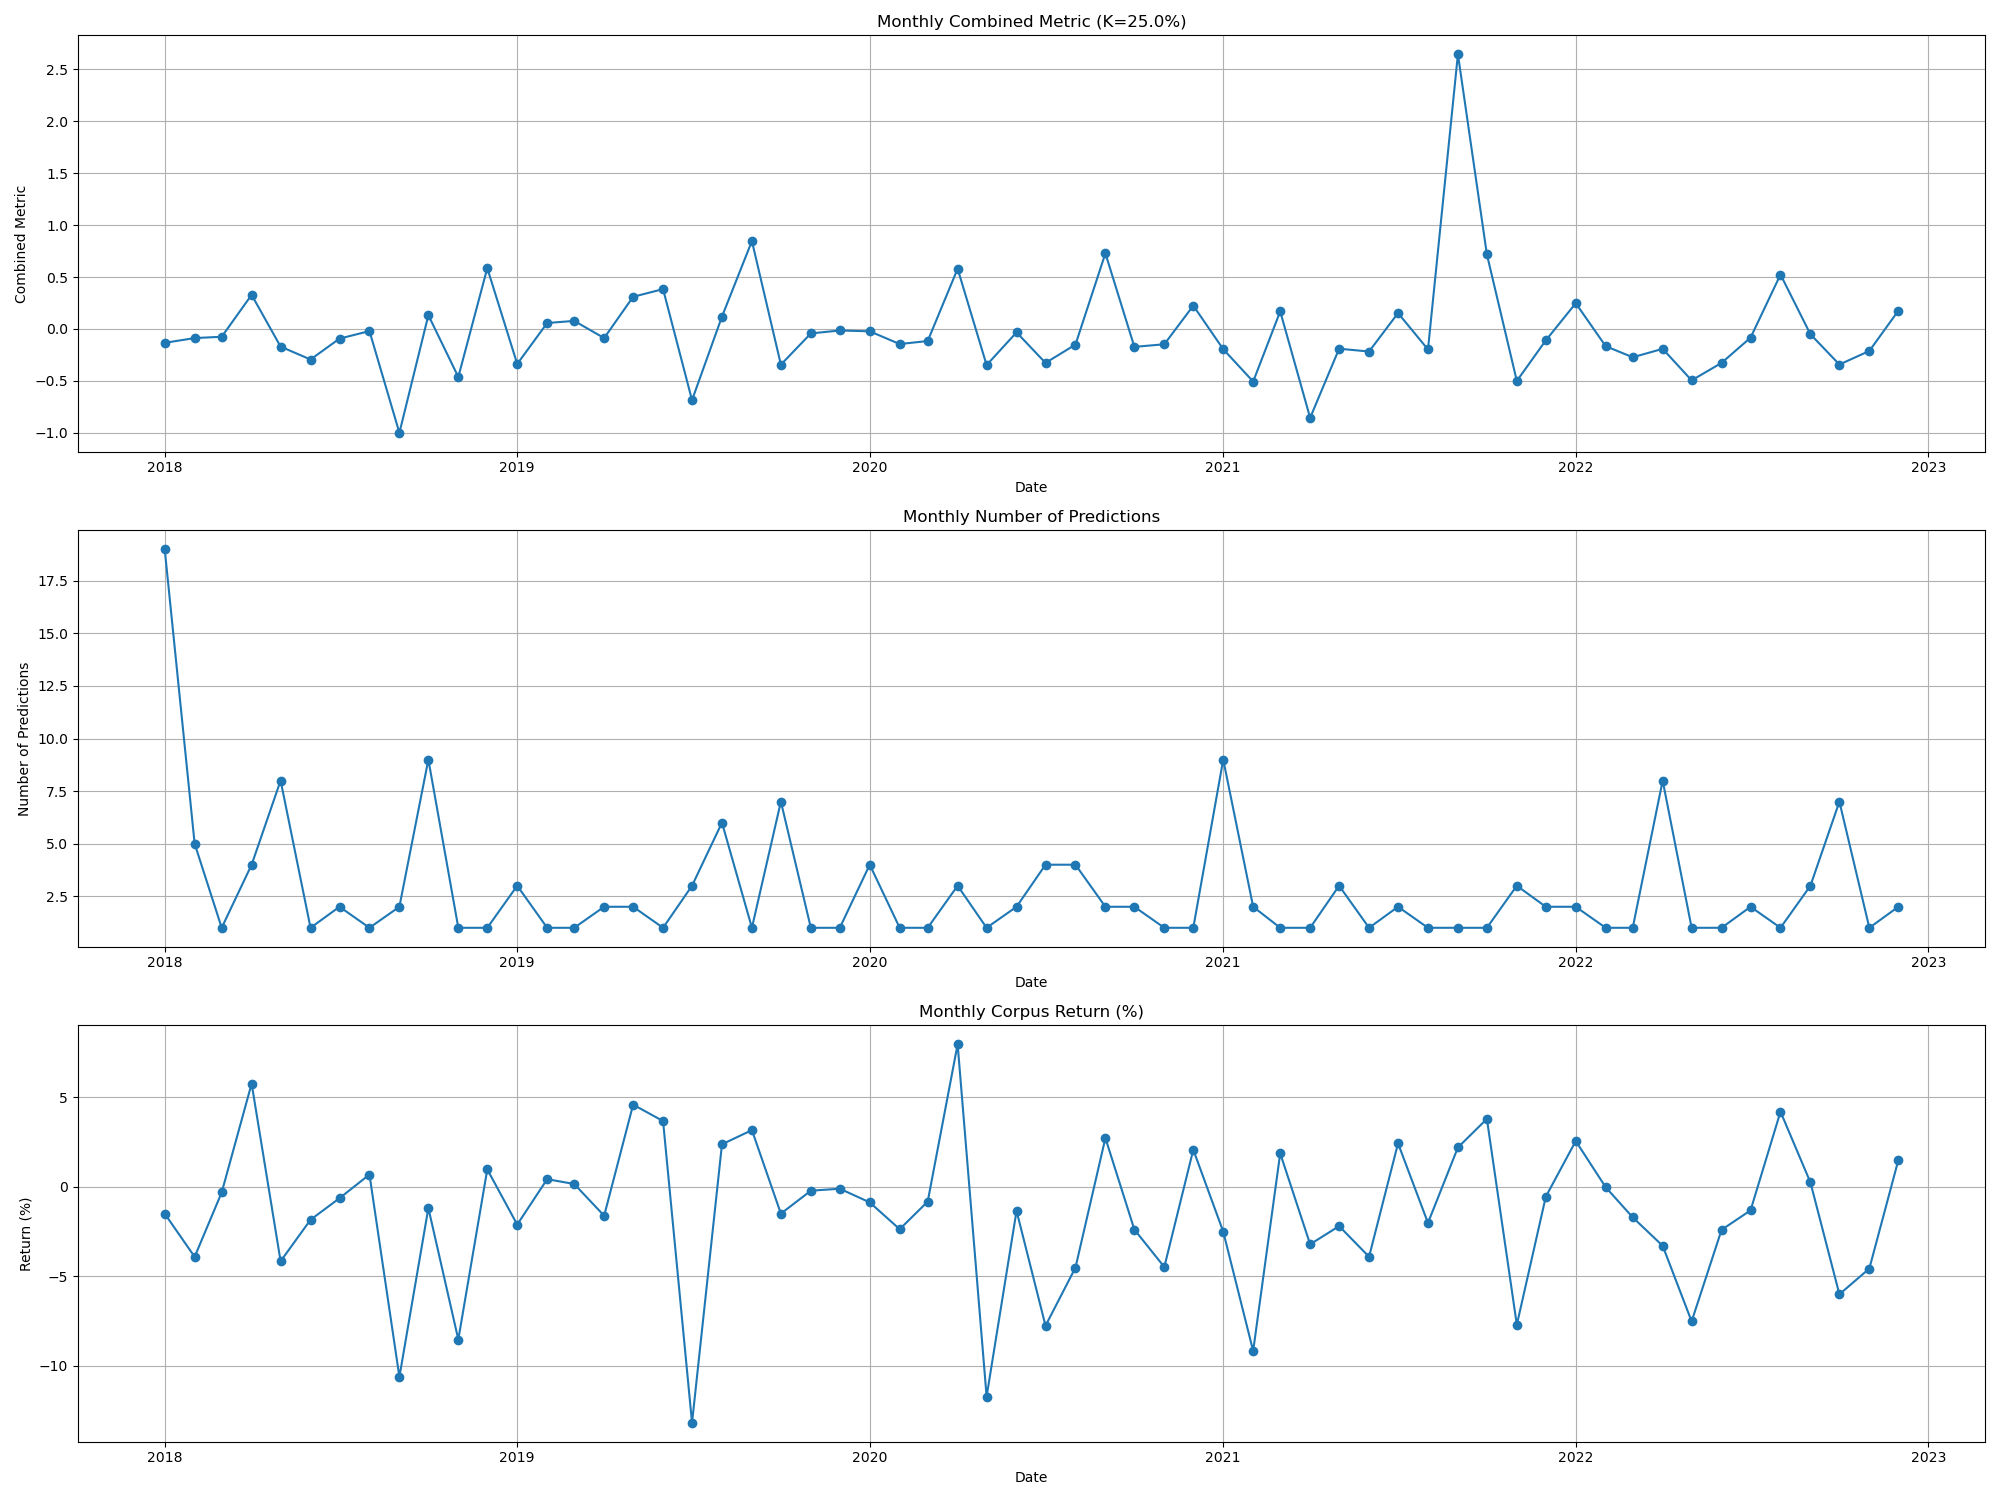 Monthly Combined Metric (K=25.0%)
2.5
2.0
1.5
1.0
0.5
0.0
−0.5
−1.0
Combined Metric
2018 2019 2020 2021 2022 2023
Date
Monthly Number of Predictions
17.5
15.0
12.5
10.0
7.5
5.0
2.5
Number of Predictions
2018 2019 2020 2021 2022 2023
Date
Monthly Corpus Return (%)
5
0
−5
−10
Return (%)
2018 2019 2020 2021 2022 2023
Date